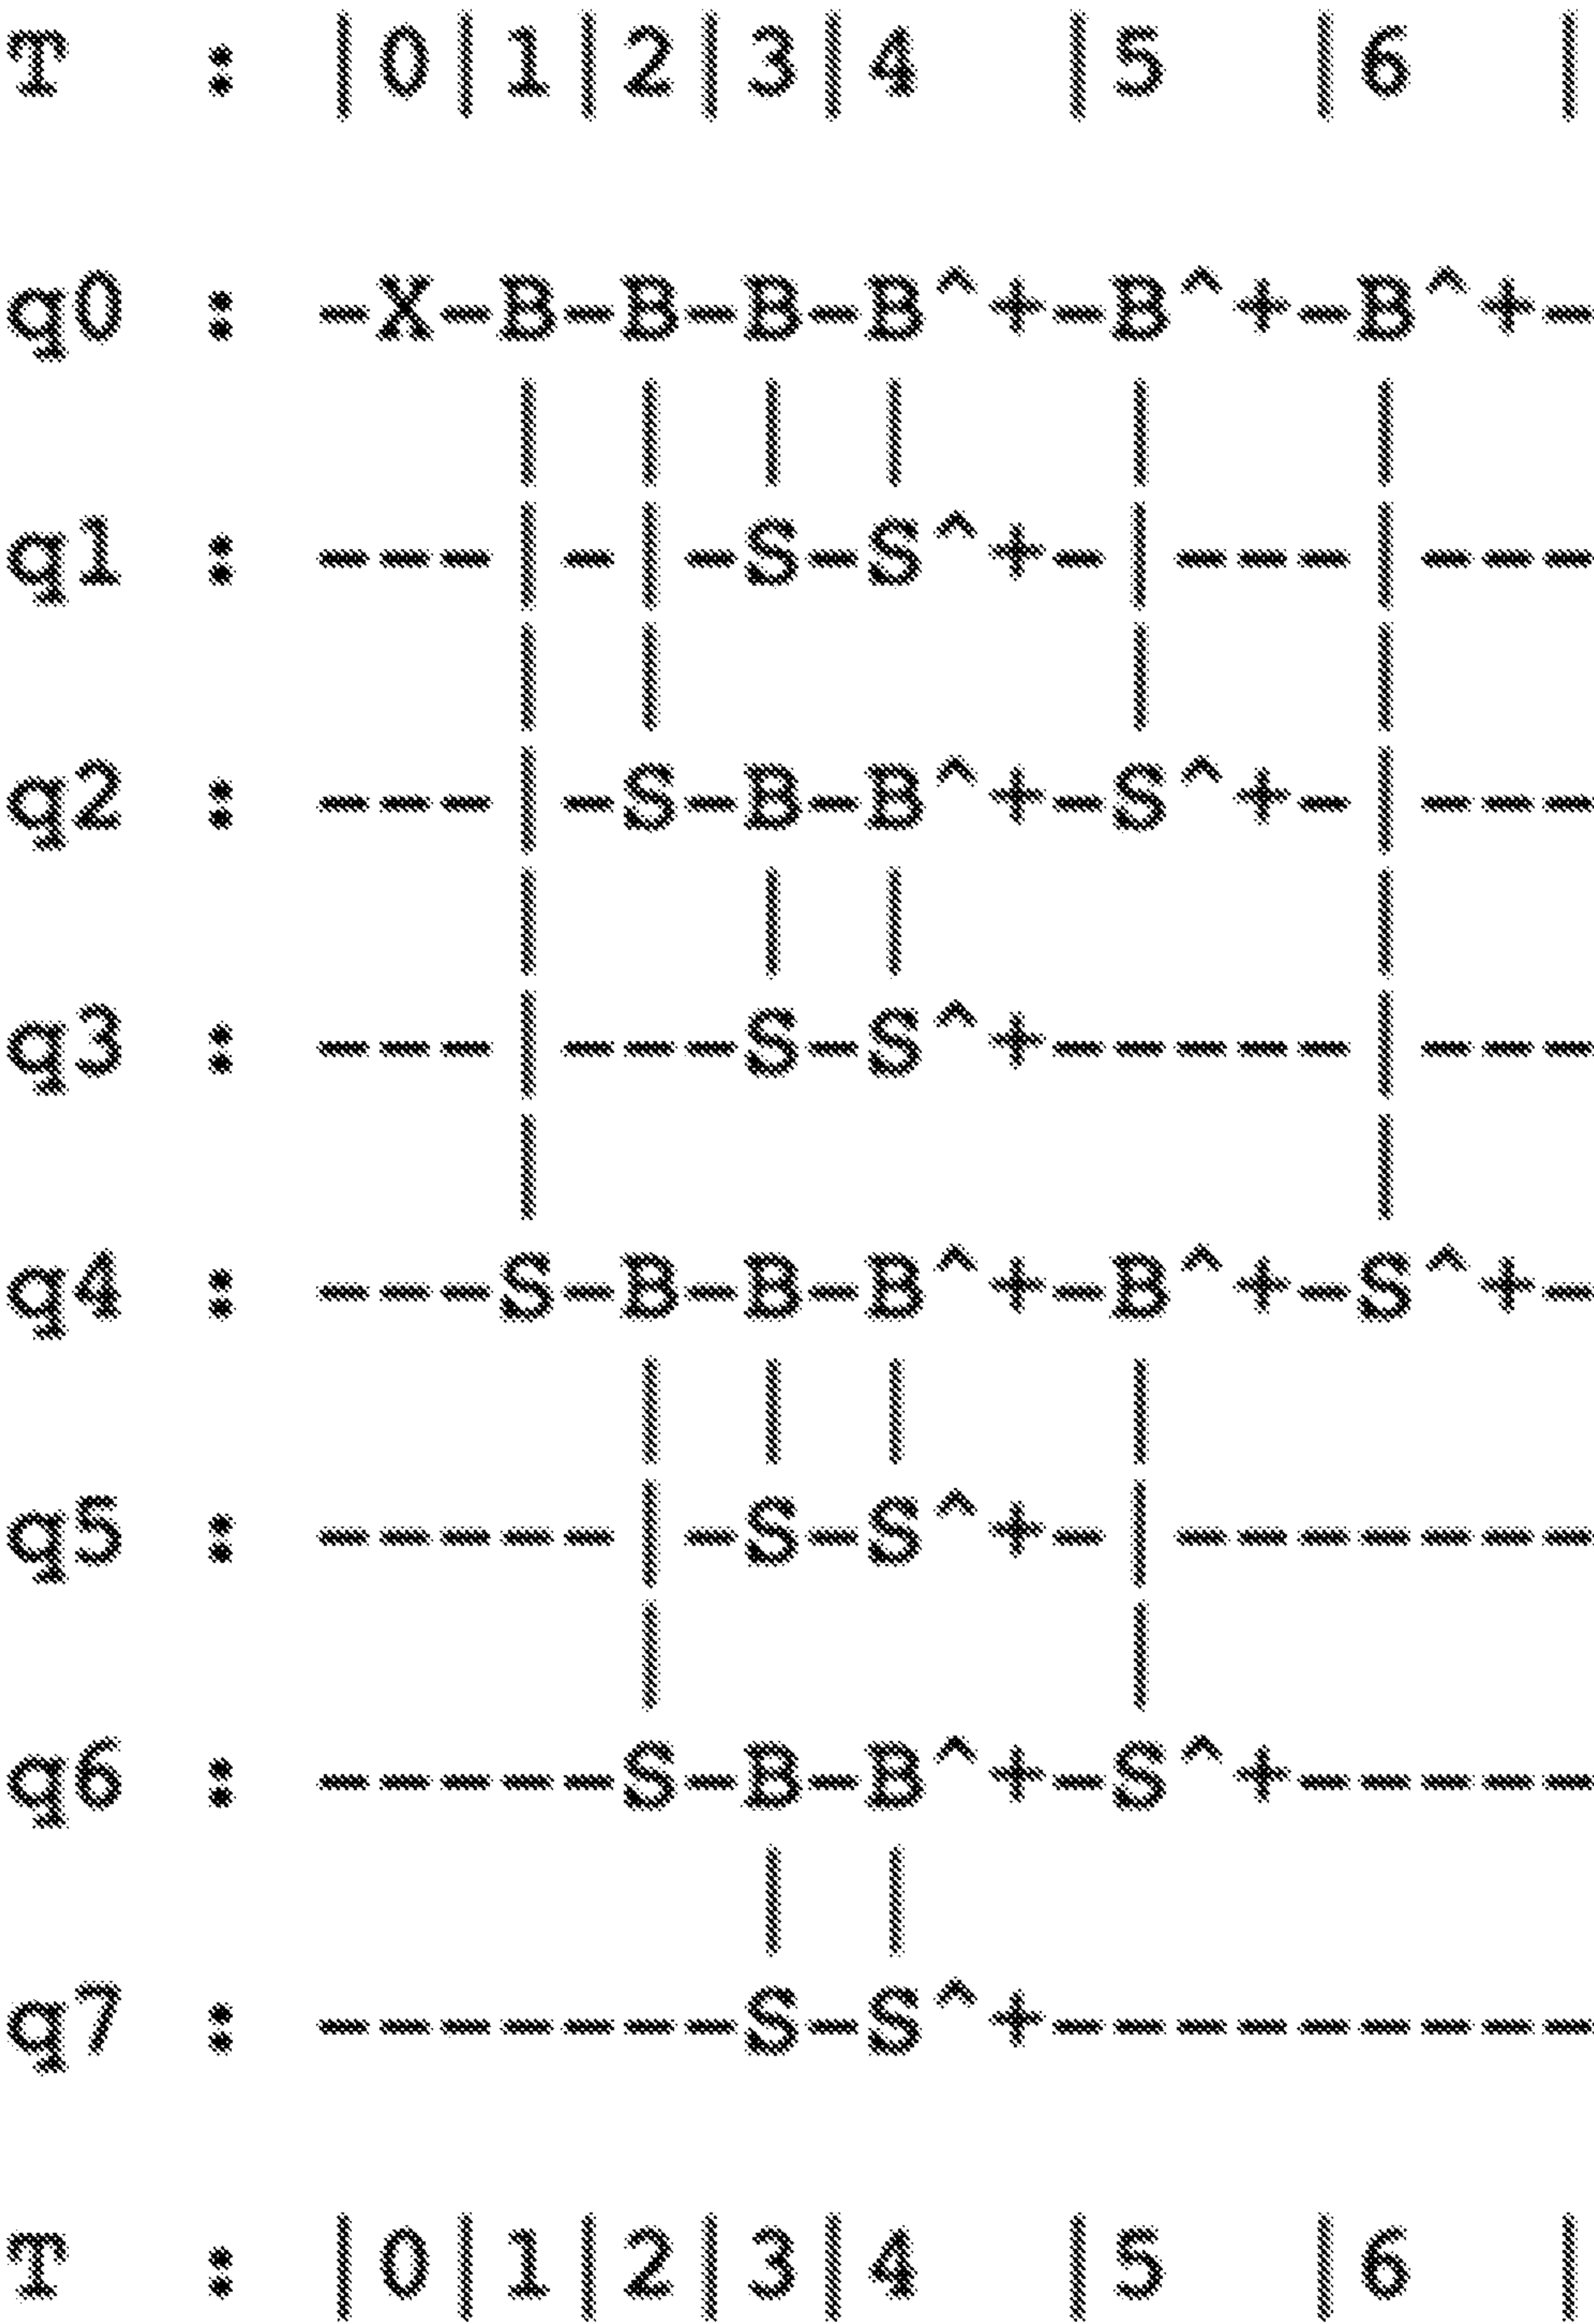 T  :  |0|1|2|3|4  |5  |6  |
q0 :  -X-B-B-B-B^+-B^+-B^+-
         | | | |   |   |
q1 :  ---|-|-S-S^+-|---|---
         | |       |   |
q2 :  ---|-S-B-B^+-S^+-|---
         |   | |       |
q3 :  ---|---S-S^+-----|---
         |             |
q4 :  ---S-B-B-B^+-B^+-S^+-
           | | |   |
q5 :  -----|-S-S^+-|-------
           |       |
q6 :  -----S-B-B^+-S^+-----
             | |
q7 :  -------S-S^+---------
T  :  |0|1|2|3|4  |5  |6  |